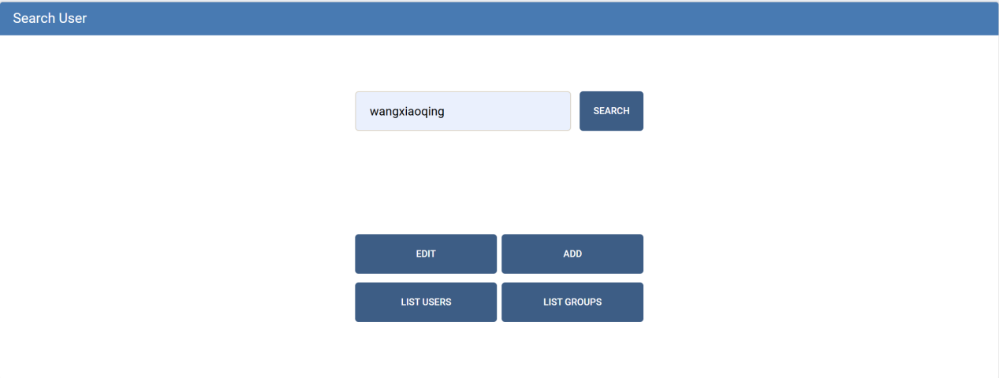 Search User
wangxiaoqing
SEARCH
EDIT
ADD
LIST USERS
LIST GROUPS